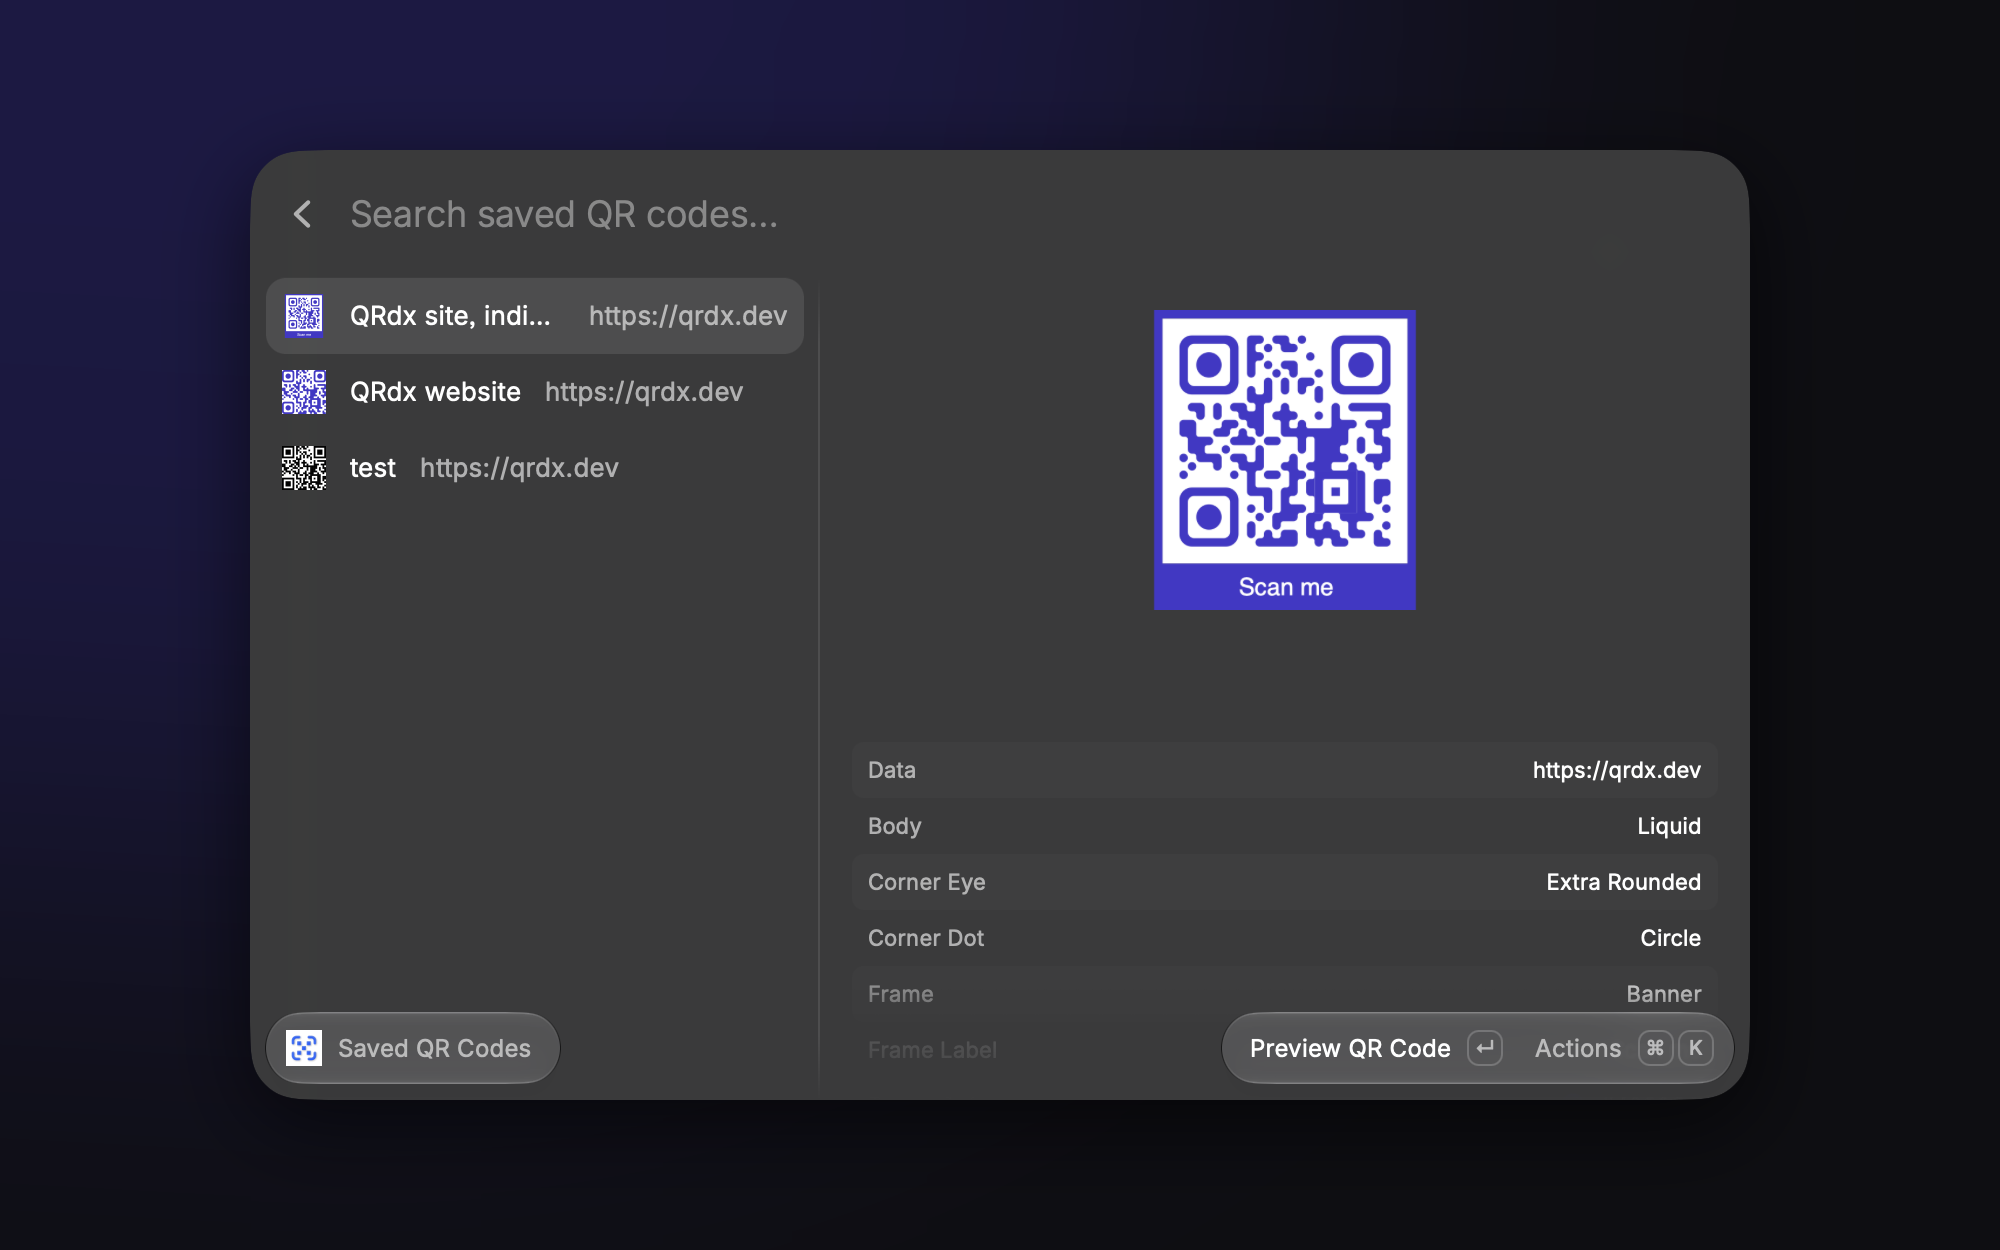 Search saved QR codes...
QRdx site, indi... https://qrdx.dev
QRdx website https://qrdx.dev
test https://qrdx.dev
Scan me
Data https://qrdx.dev
Body Liquid
Corner Eye Extra Rounded
Corner Dot Circle
Frame Banner
Frame Label
Saved QR Codes
Preview QR Code ↵ Actions ⌘ K